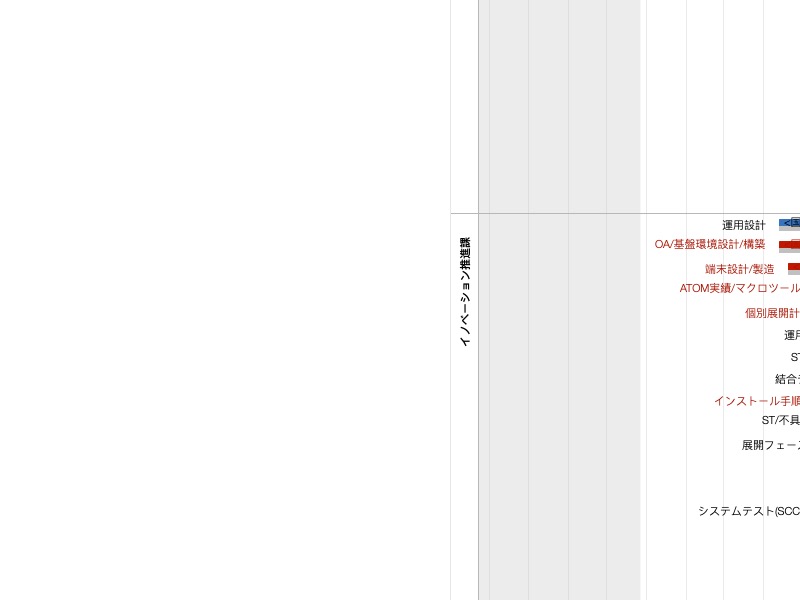 イノベーション推進課
運用設計
OA/基盤環境設計/構築
端末設計/製造
ATOM実績/マクロツール
個別展開計
運用
ST
結合テ
インストール手順
ST/不具
展開フェース
システムテスト(SCC